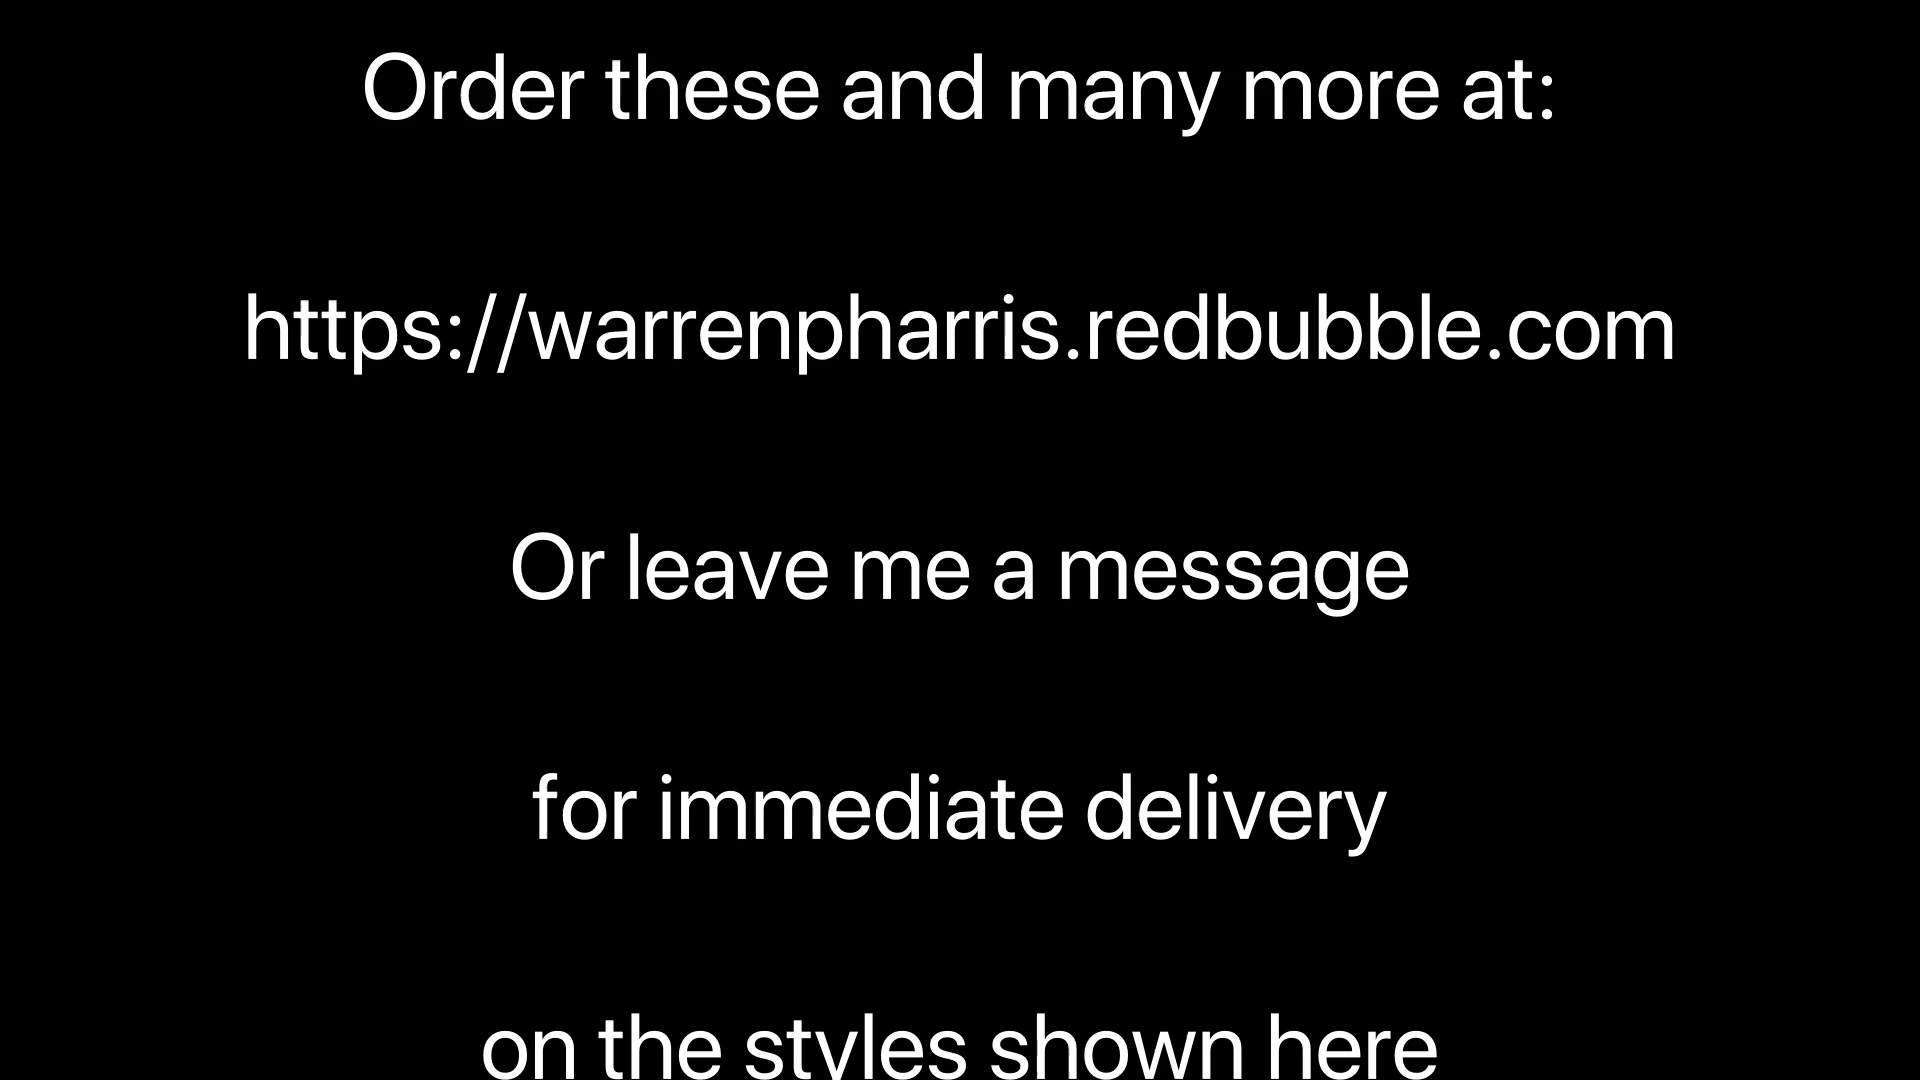 Order these and many more at:
https://warrenpharris.redbubble.com
Or leave me a message
for immediate delivery
on the styles shown here